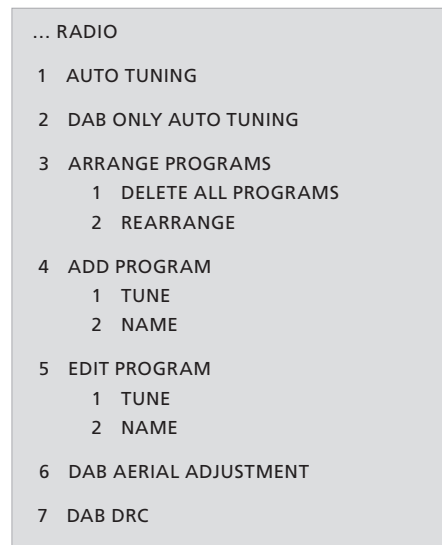 ... RADIO
1 AUTO TUNING
2 DAB ONLY AUTO TUNING
3 ARRANGE PROGRAMS
1 DELETE ALL PROGRAMS
2 REARRANGE
4 ADD PROGRAM
1 TUNE
2 NAME
5 EDIT PROGRAM
1 TUNE
2 NAME
6 DAB AERIAL ADJUSTMENT
7 DAB DRC